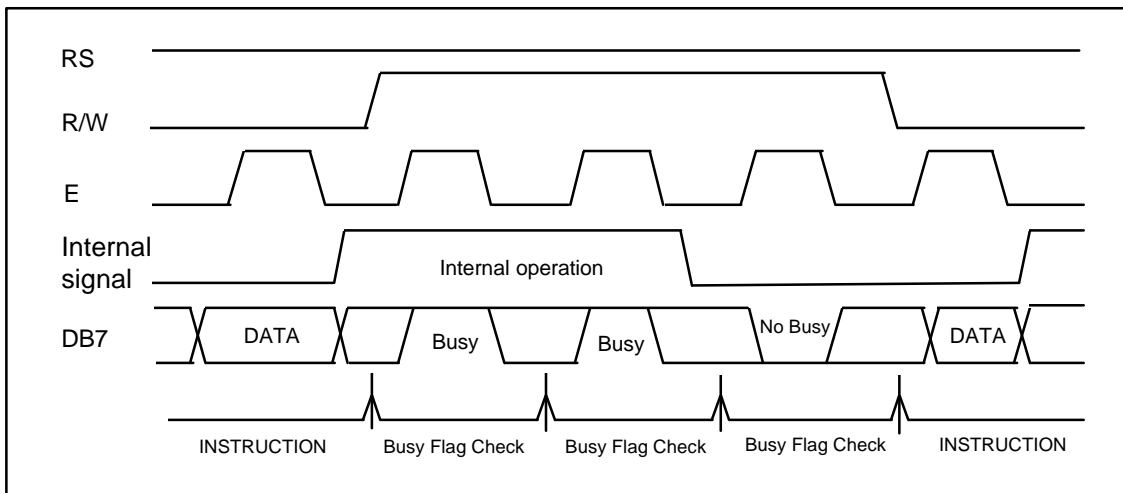 RS
R/W
E
Internal
signal
Internal operation
DB7
DATA
Busy
Busy
No Busy
DATA
INSTRUCTION
Busy Flag Check
Busy Flag Check
Busy Flag Check
INSTRUCTION